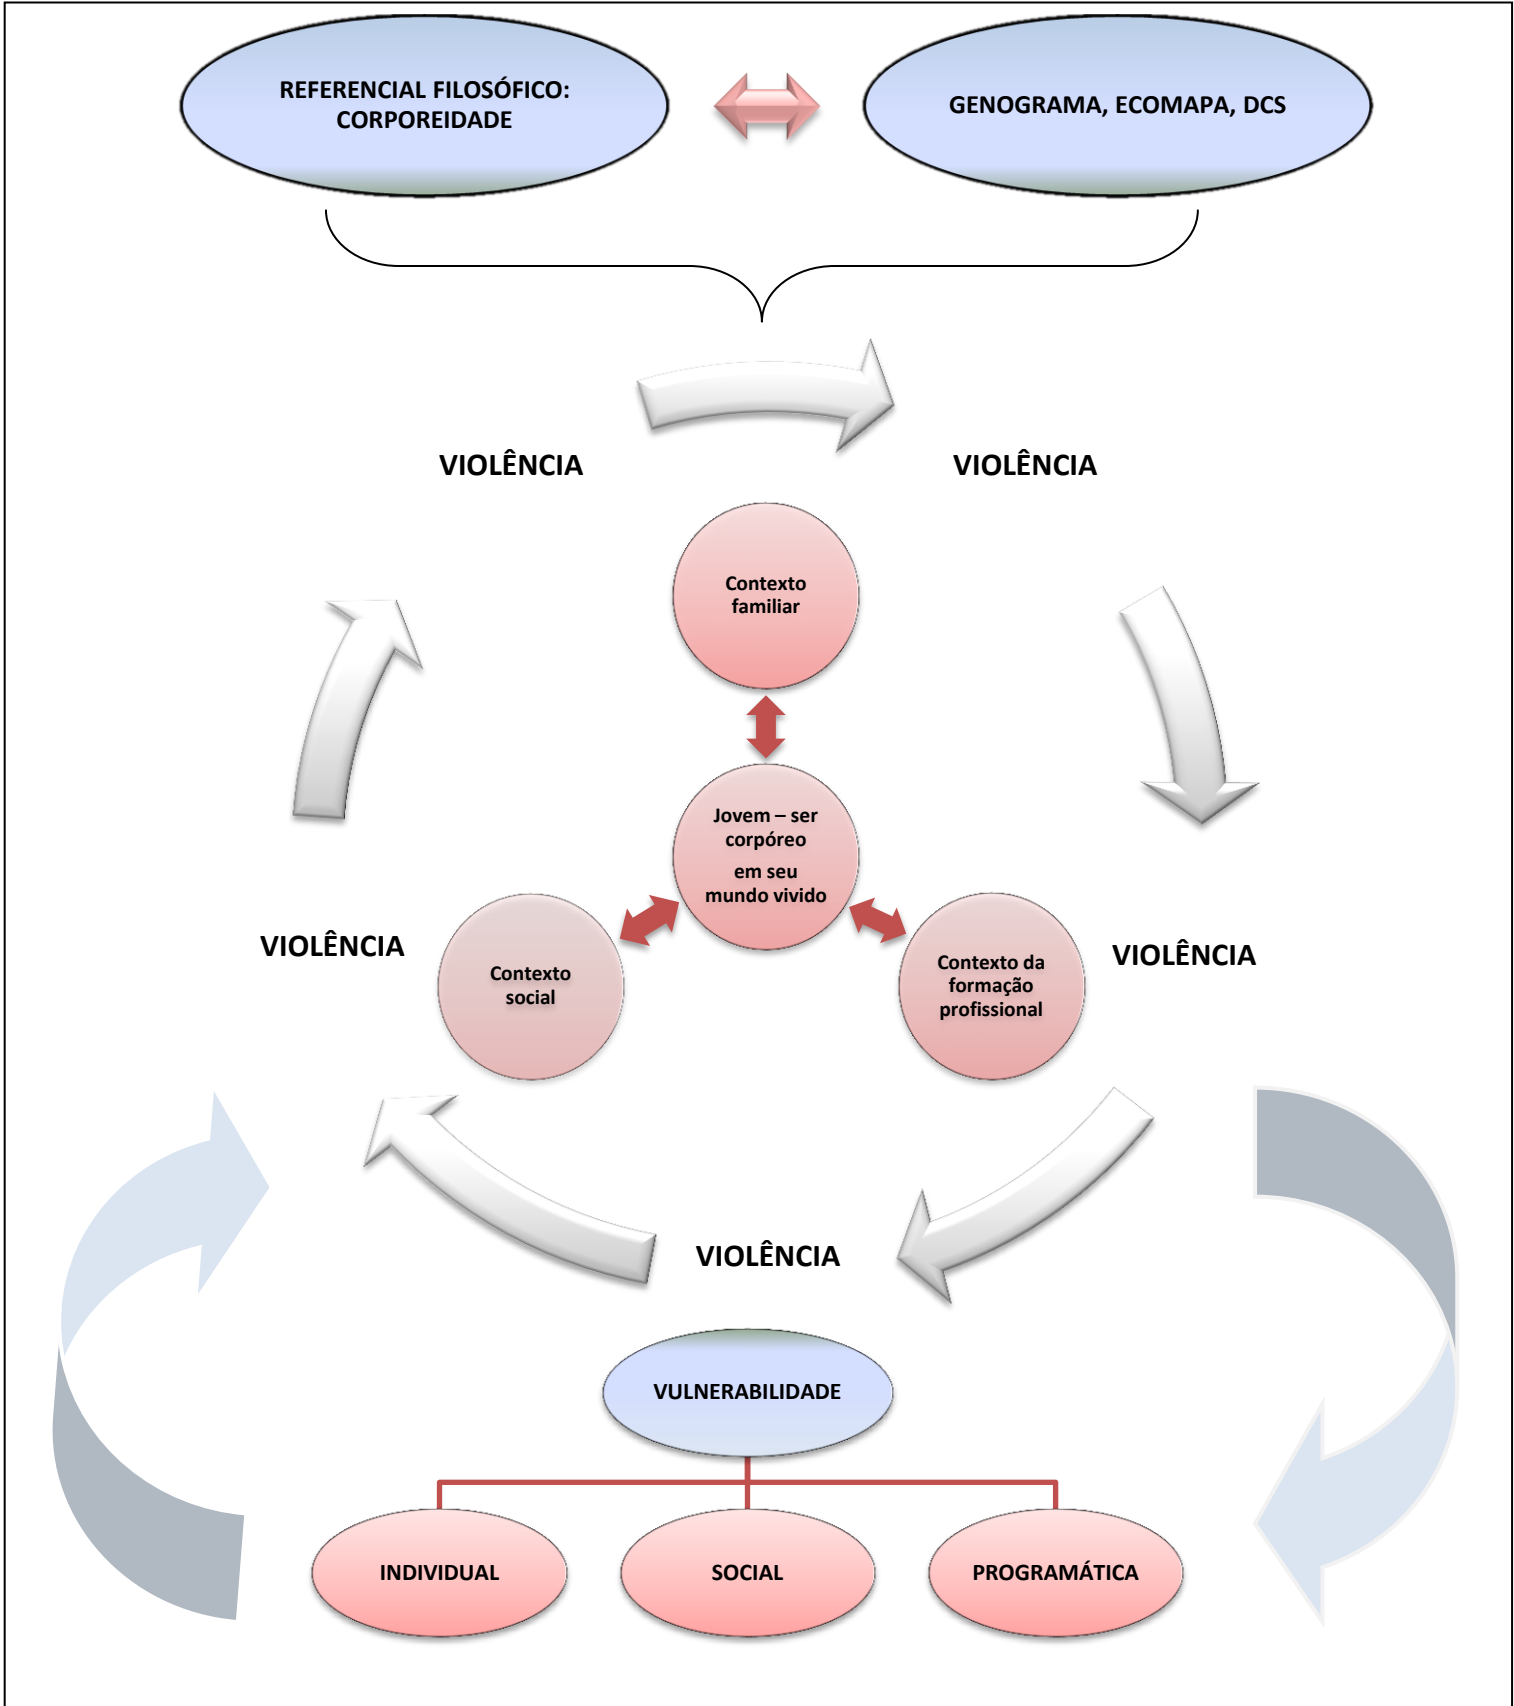 REFERENCIAL FILOSÓFICO:
CORPOREIDADE
GENOGRAMA, ECOMAPA, DCS
VIOLÊNCIA
VIOLÊNCIA
Contexto
familiar
Jovem – ser
corpóreo
em seu
mundo vivido
VIOLÊNCIA
VIOLÊNCIA
Contexto
social
Contexto da
formação
profissional
VIOLÊNCIA
VULNERABILIDADE
INDIVIDUAL
SOCIAL
PROGRAMÁTICA